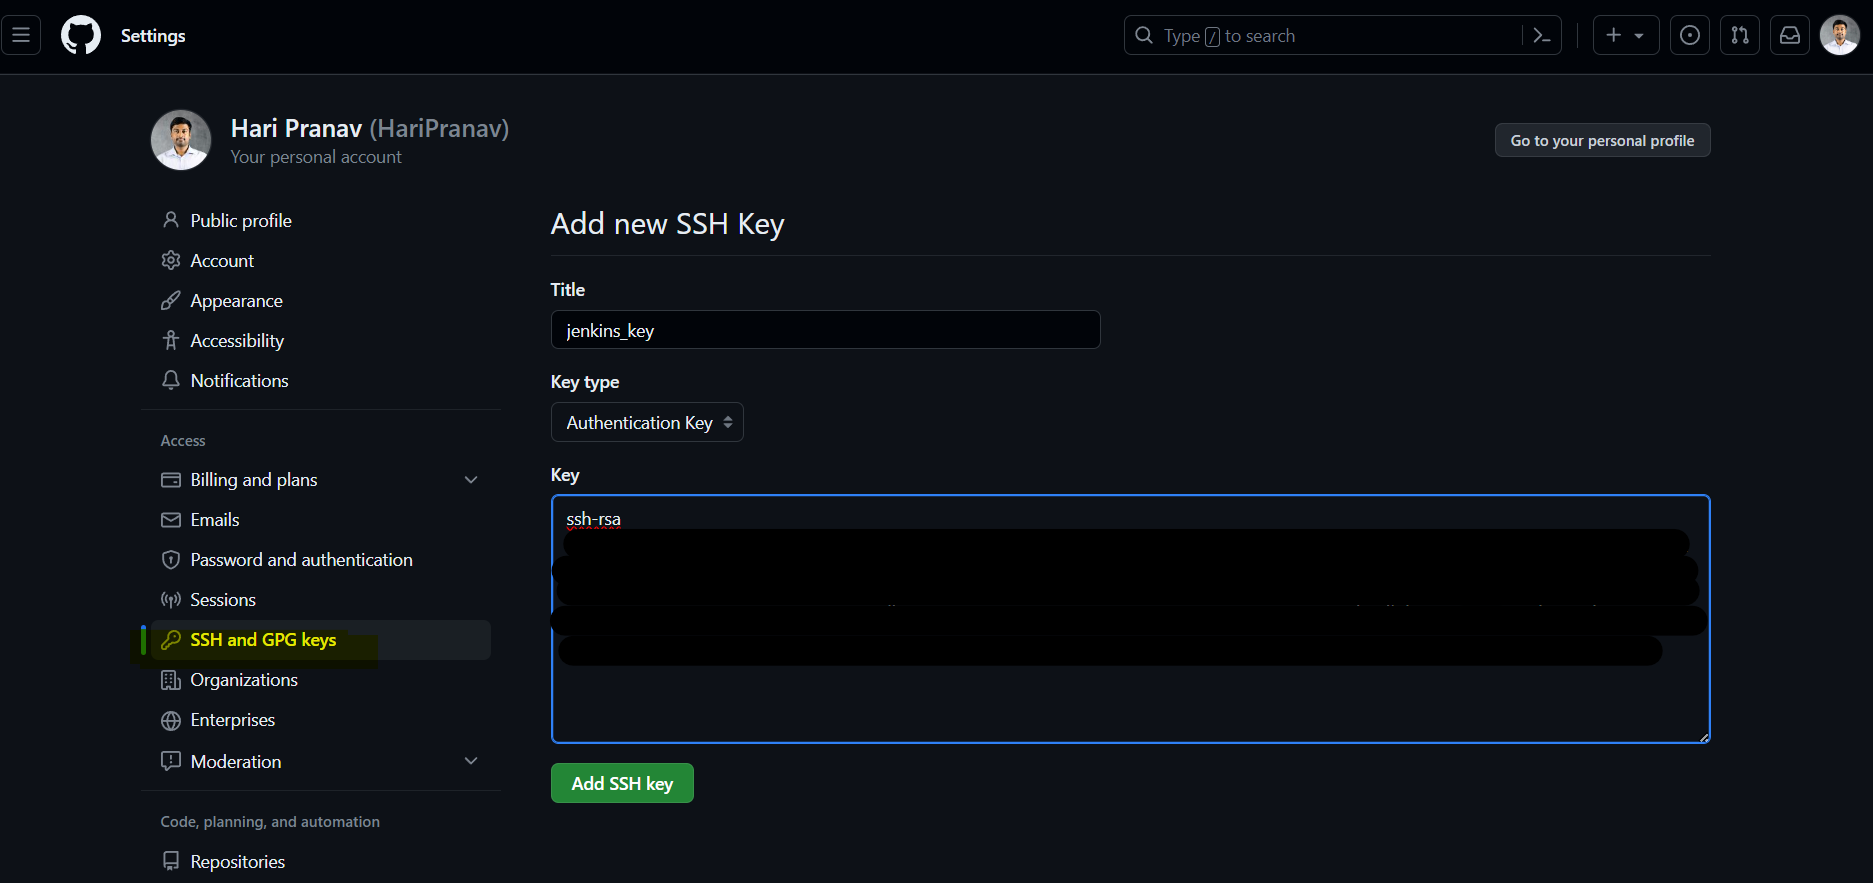 Settings
Type / to search
Hari Pranav (HariPranav)
Your personal account
Go to your personal profile
Public profile
Account
Appearance
Accessibility
Notifications
Access
Billing and plans
Emails
Password and authentication
Sessions
SSH and GPG keys
Organizations
Enterprises
Moderation
Code, planning, and automation
Repositories
Add new SSH Key
Title
jenkins_key
Key type
Authentication Key
Key
ssh-rsa
Add SSH key